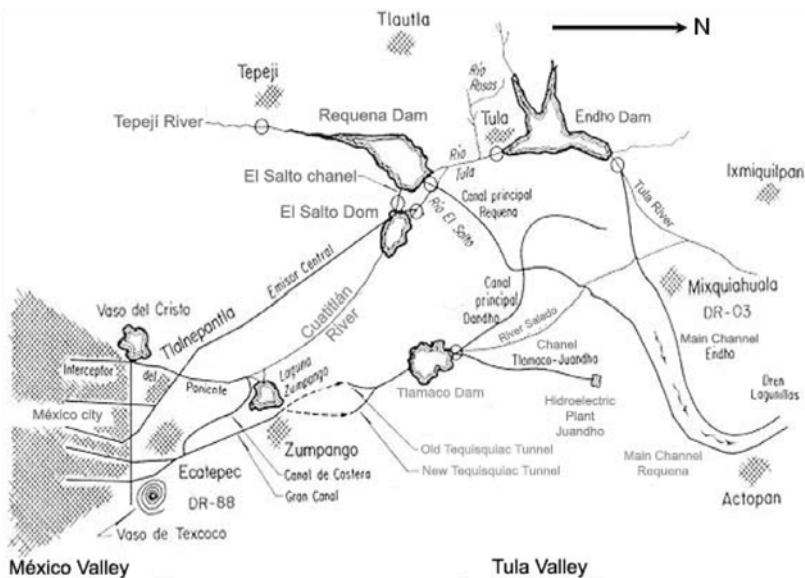 Tlautla
N
Tepeji
Río
Rosas
Requena Dam
Tula
Endho Dam
Tepejí River
Río
Tula
Ixmiquilpan
El Salto chanel
Canal principal
Requena
El Salto Dom
Río El Salto
Tula River
Emisor Central
Canal
principal
Dandha
Mixquiahuala
DR-03
Vaso del Cristo
Tlalnepantla
Cuatitlán
River
River Salado
Main Channel
Endho
Chanel
Tlamaco-Juandho
Interceptor
del
Poniente
Laguna
Zumpango
Tlamaco Dam
Dren
Lagunillas
México city
Hidroelectric
Plant
Juandho
Zumpango
Old Tequisquiac Tunnel
Ecatepec
Canal de Costera
New Tequisquiac Tunnel
Main Channel
Requena
DR-88
Gran Canal
Actopan
Vaso de Texcoco
México Valley
Tula Valley